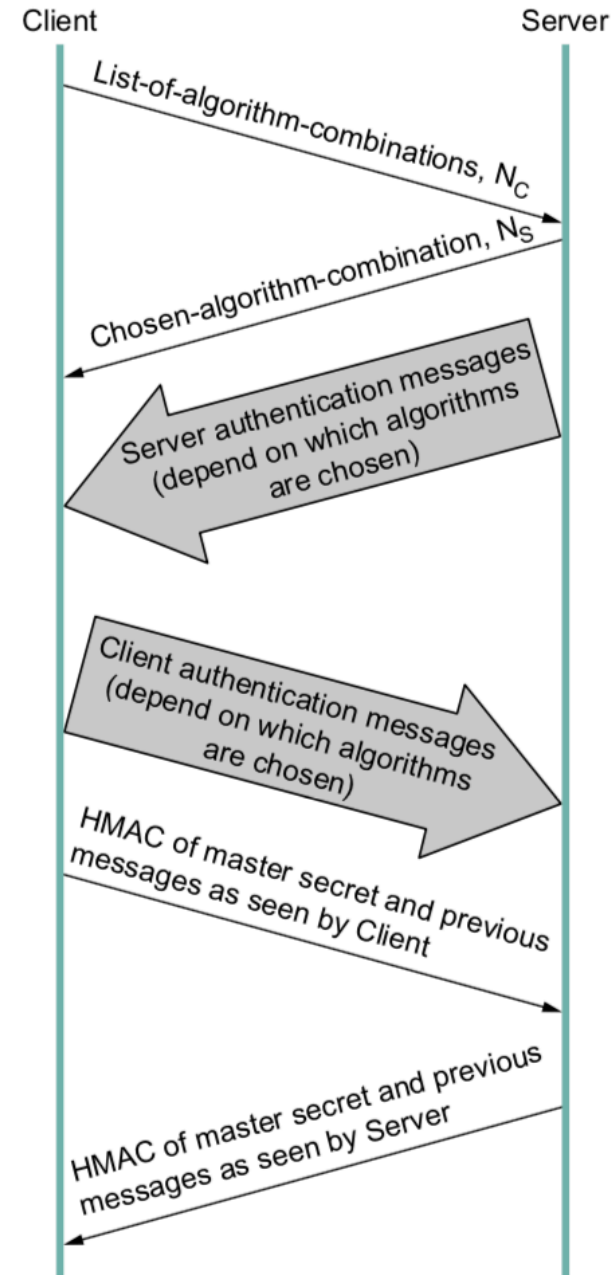 Client
Server
List-of-algorithm-combinations, N_C
Chosen-algorithm-combination, N_S
Server authentication messages
(depend on which algorithms
are chosen)
Client authentication messages
(depend on which algorithms
are chosen)
HMAC of master secret and previous
messages as seen by Client
HMAC of master secret and previous
messages as seen by Server